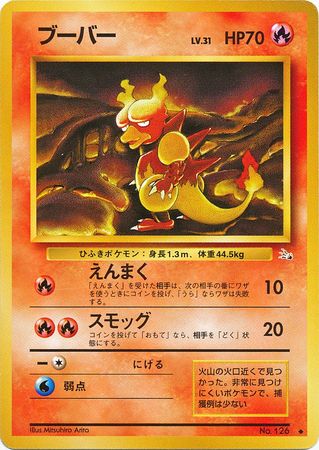 ブーバー LV.31 HP70
ひふきポケモン：身長1.3m、体重44.5kg
えんまく 10
「えんまく」を受けた相手は、次の相手の番にワザ
を使うときにコインを投げ、「うら」ならワザは失敗
する。
スモッグ 20
コインを投げて「おもて」なら、相手を「どく」状態
にする。
にげる
弱点
火山の火口近くで見つ
かった。非常に見つけ
にくいポケモンで、捕
獲例は少ない
Illus. Mitsuhiro Arita
No. 126